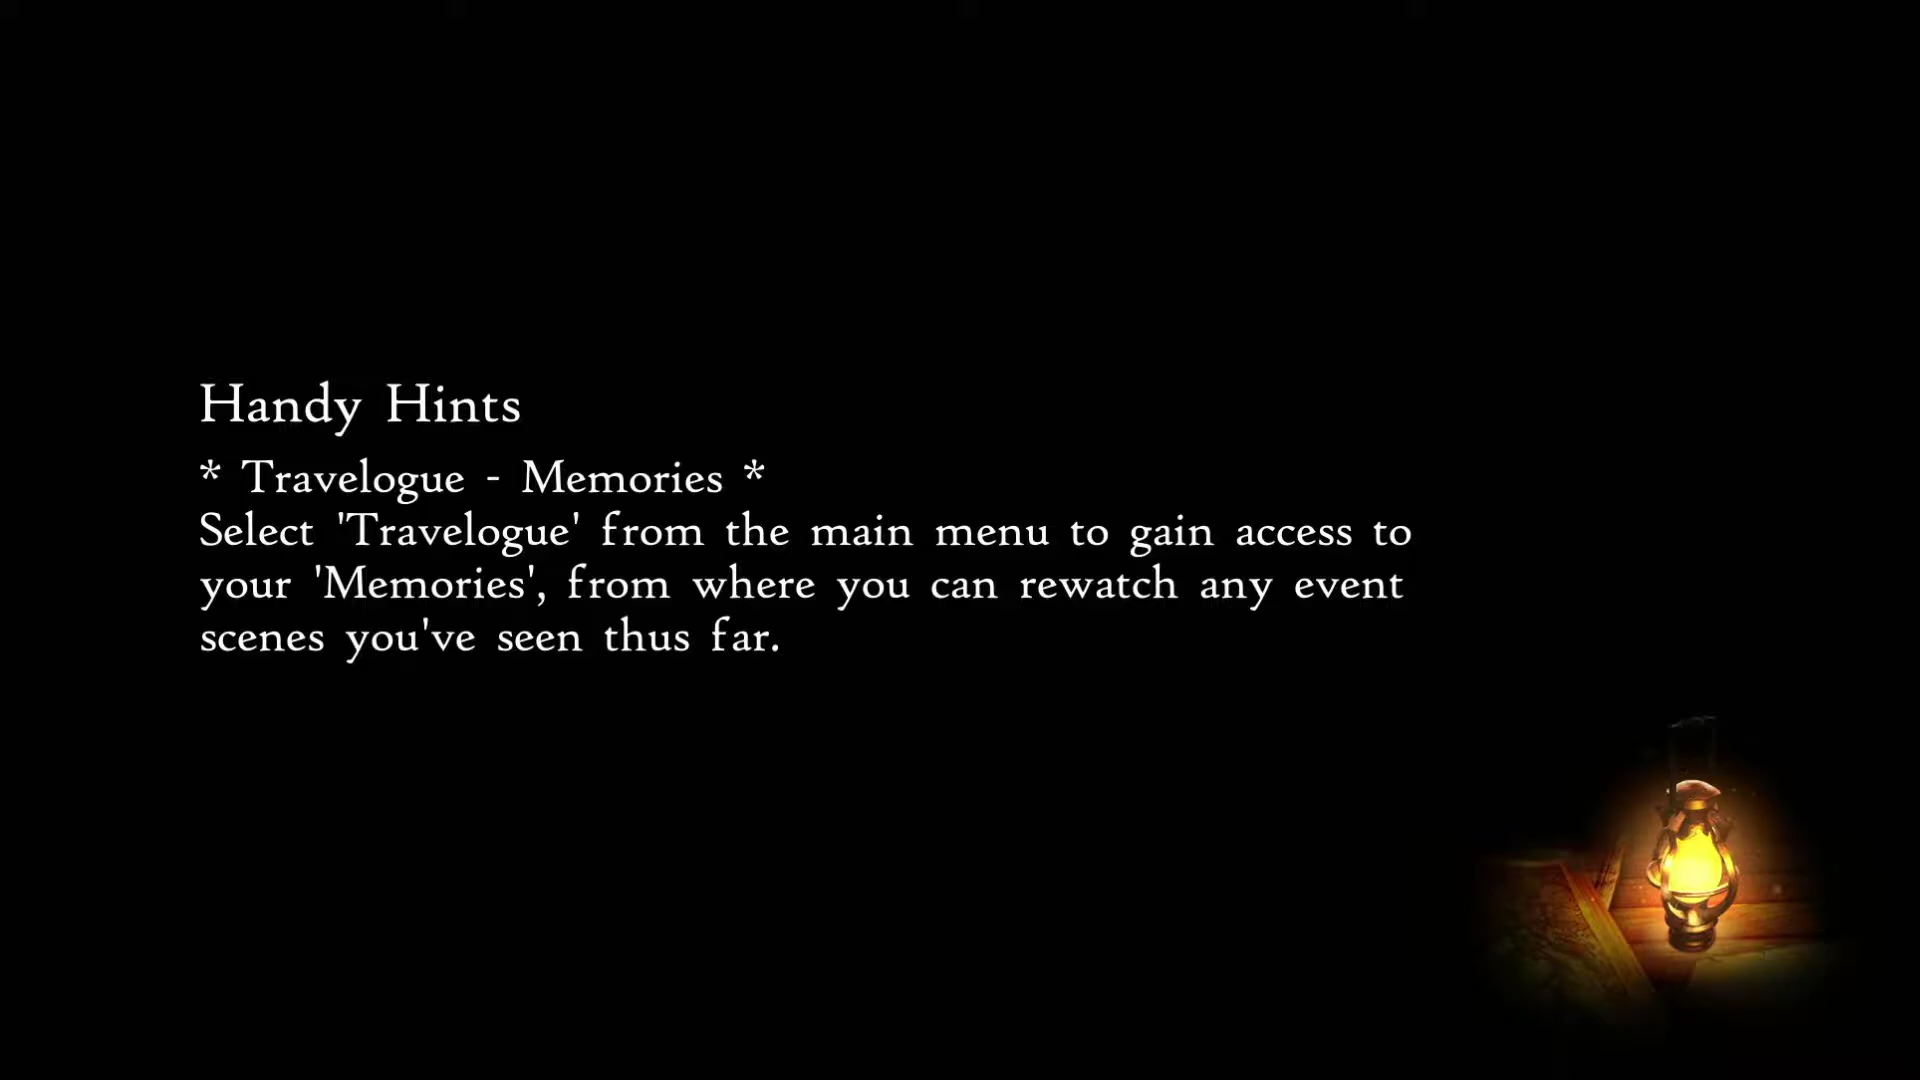 Handy Hints
* Travelogue - Memories *
Select 'Travelogue' from the main menu to gain access to
your 'Memories', from where you can rewatch any event
scenes you've seen thus far.